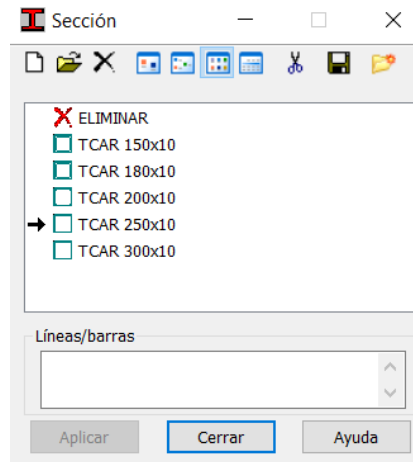 Sección
ELIMINAR
TCAR 150x10
TCAR 180x10
TCAR 200x10
TCAR 250x10
TCAR 300x10
Líneas/barras
Aplicar Cerrar Ayuda